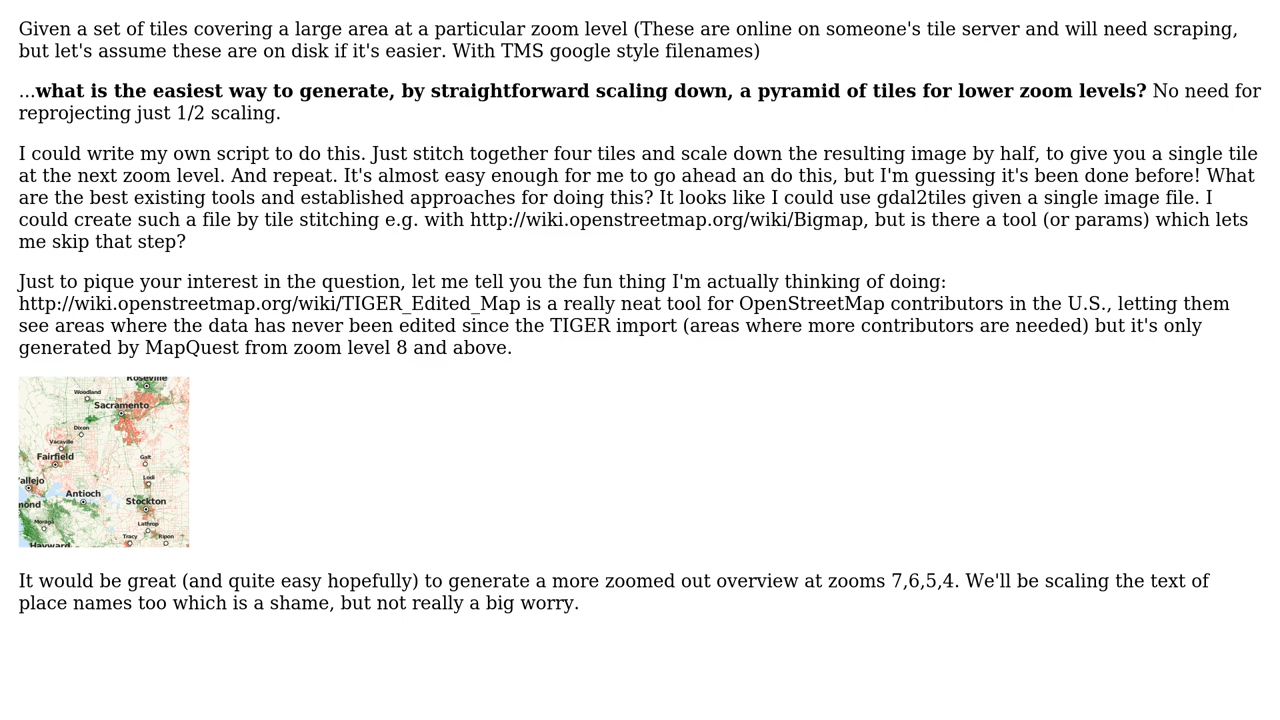 Given a set of tiles covering a large area at a particular zoom level (These are online on someone's tile server and will need scraping,
but let's assume these are on disk if it's easier. With TMS google style filenames)
...what is the easiest way to generate, by straightforward scaling down, a pyramid of tiles for lower zoom levels? No need for
reprojecting just 1/2 scaling.
I could write my own script to do this. Just stitch together four tiles and scale down the resulting image by half, to give you a single tile
at the next zoom level. And repeat. It's almost easy enough for me to go ahead an do this, but I'm guessing it's been done before! What
are the best existing tools and established approaches for doing this? It looks like I could use gdal2tiles given a single image file. I
could create such a file by tile stitching e.g. with http://wiki.openstreetmap.org/wiki/Bigmap, but is there a tool (or params) which lets
me skip that step?
Just to pique your interest in the question, let me tell you the fun thing I'm actually thinking of doing:
http://wiki.openstreetmap.org/wiki/TIGER_Edited_Map is a really neat tool for OpenStreetMap contributors in the U.S., letting them
see areas where the data has never been edited since the TIGER import (areas where more contributors are needed) but it's only
generated by MapQuest from zoom level 8 and above.
Roseville
Woodland
Sacramento
Dixon
Vacaville
Fairfield
Galt
Lodi
allejo
Antioch
Stockton
mond
Moraga
Lathrop
Tracy
Ripon
Hayward
It would be great (and quite easy hopefully) to generate a more zoomed out overview at zooms 7,6,5,4. We'll be scaling the text of
place names too which is a shame, but not really a big worry.